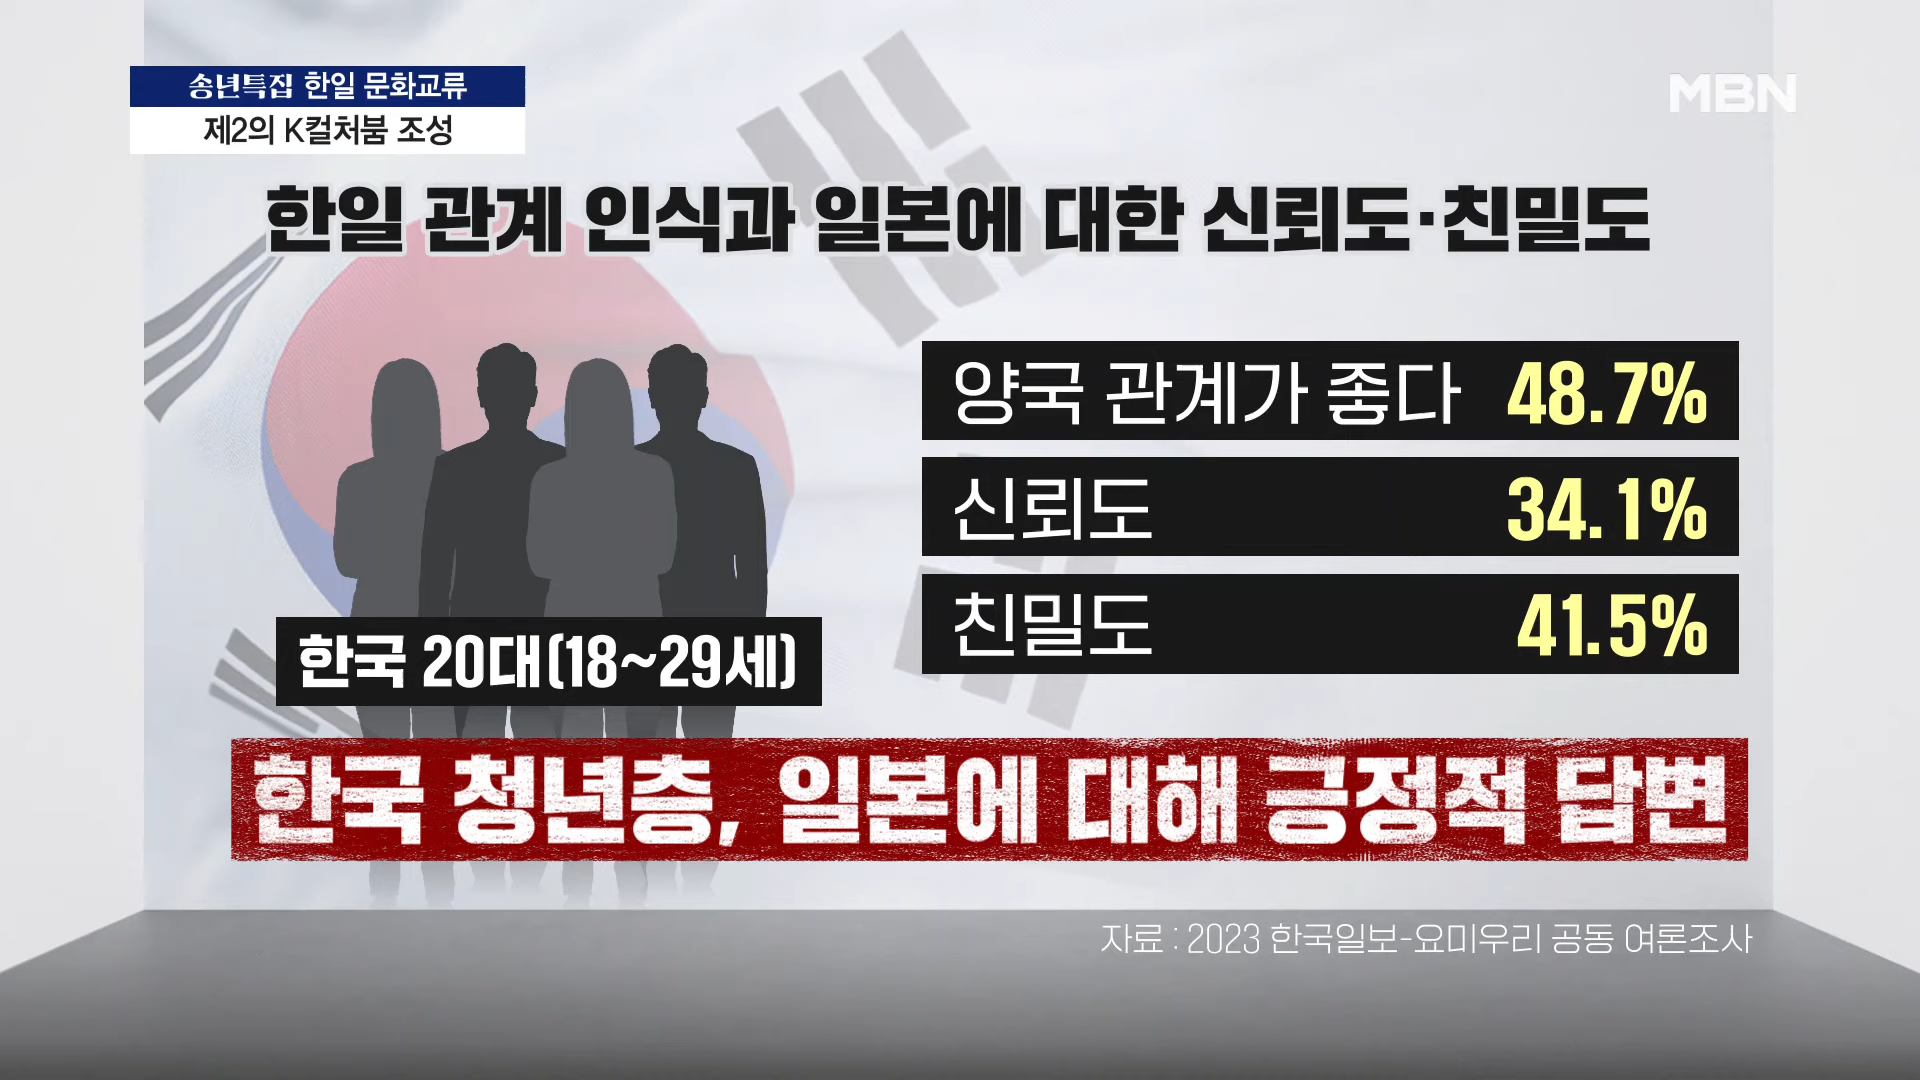 송년특집 한일 문화교류
제2의 K컬처붐 조성
MBN
한일 관계 인식과 일본에 대한 신뢰도·친밀도
양국 관계가 좋다 48.7%
신뢰도 34.1%
친밀도 41.5%
한국 20대(18~29세)
한국 청년층, 일본에 대해 긍정적 답변
자료 : 2023 한국일보-요미우리 공동 여론조사